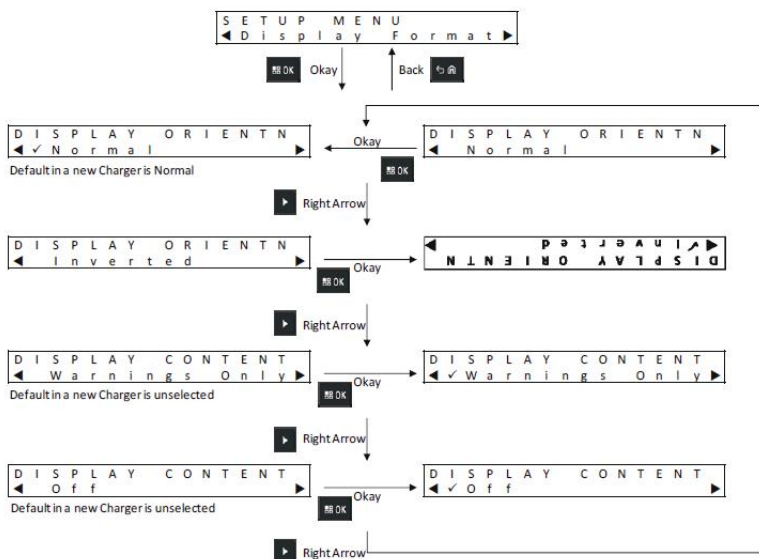 SETUP MENU
◀Display Format▶
OK Okay Back
DISPLAY ORIENTN
◀✓Normal ▶
Default in a new Charger is Normal
Okay
OK
DISPLAY ORIENTN
Normal ▶
Right Arrow
DISPLAY ORIENTN
◀ Inverted ▶
OK
Okay
DISPLAY ORIENTN
◀✓Inverted ▶
Right Arrow
DISPLAY CONTENT
◀ Warnings Only▶
Default in a new Charger is unselected
OK
Okay
DISPLAY CONTENT
◀✓Warnings Only▶
Right Arrow
DISPLAY CONTENT
◀ Off ▶
Default in a new Charger is unselected
OK
Okay
DISPLAY CONTENT
◀✓Off ▶
Right Arrow